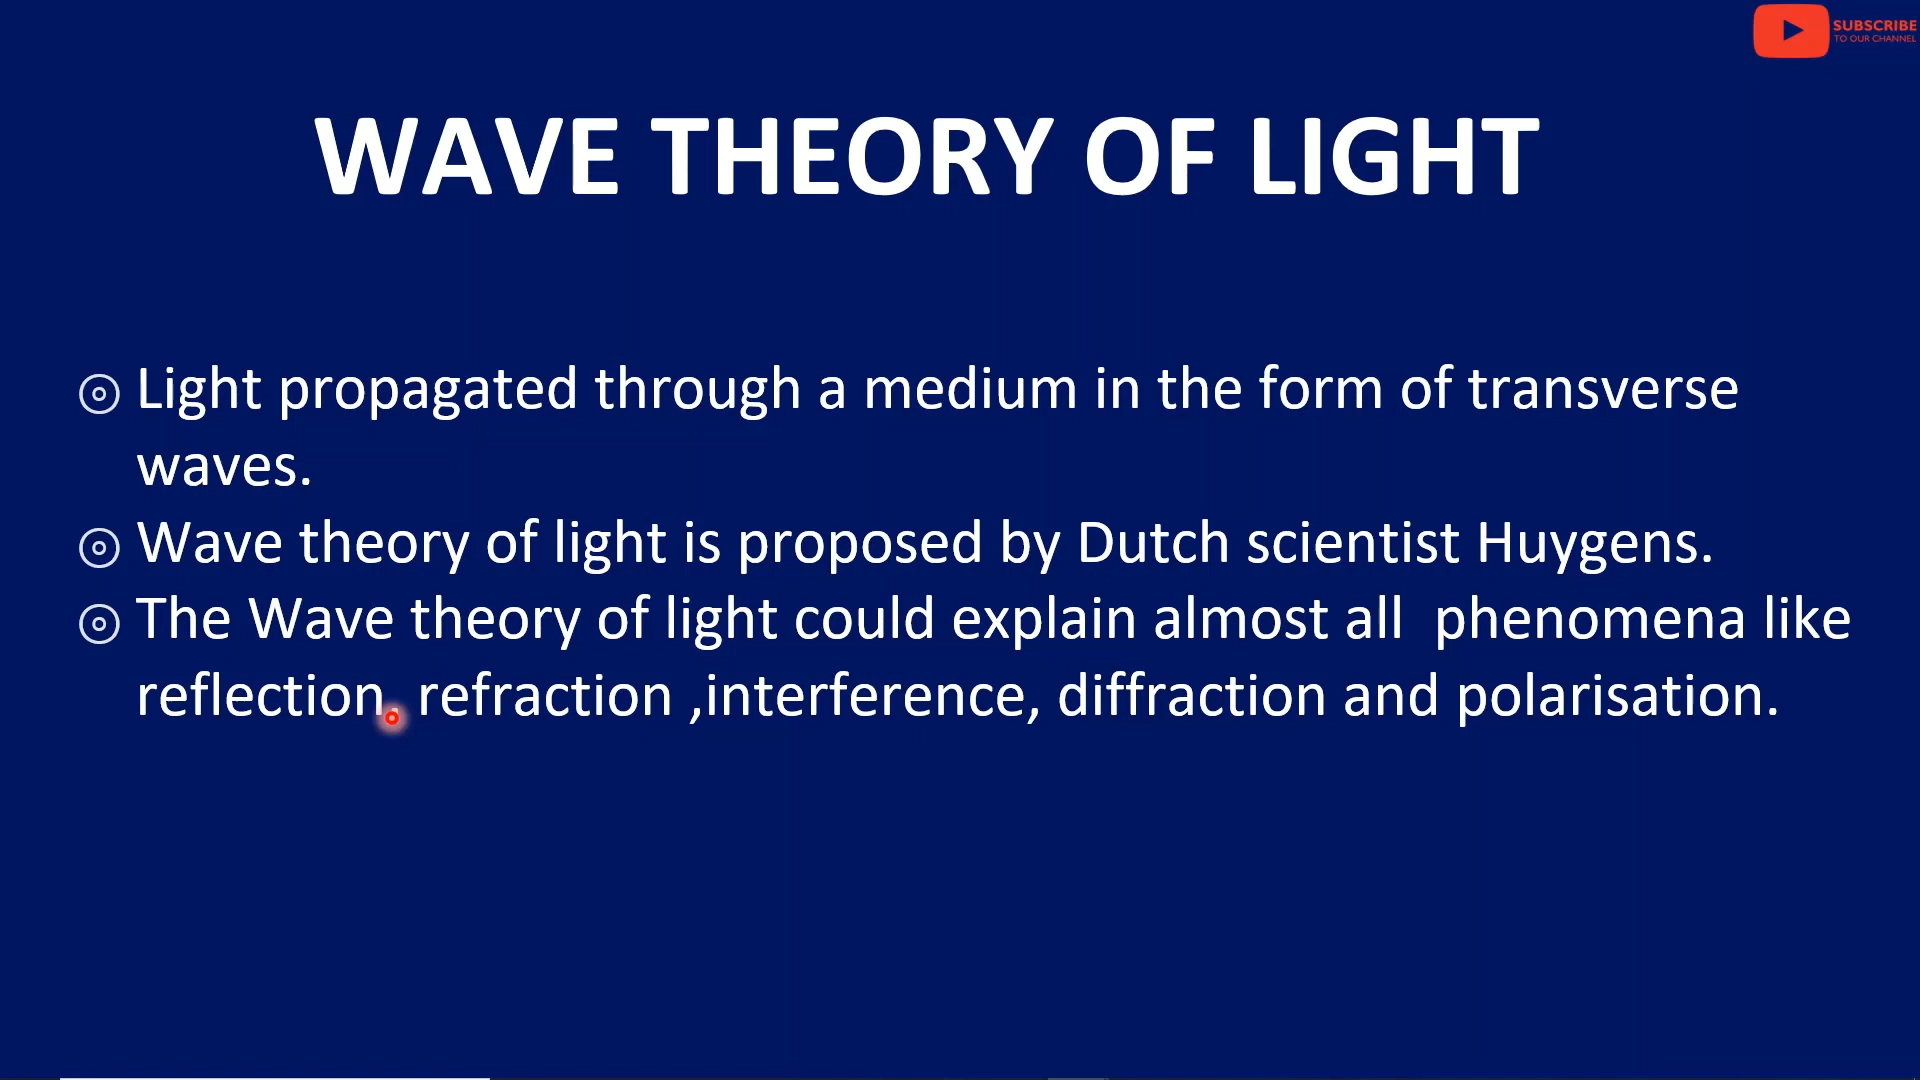 SUBSCRIBE
TO OUR CHANNEL
WAVE THEORY OF LIGHT
Light propagated through a medium in the form of transverse
waves.
Wave theory of light is proposed by Dutch scientist Huygens.
The Wave theory of light could explain almost all  phenomena like
reflection, refraction ,interference, diffraction and polarisation.